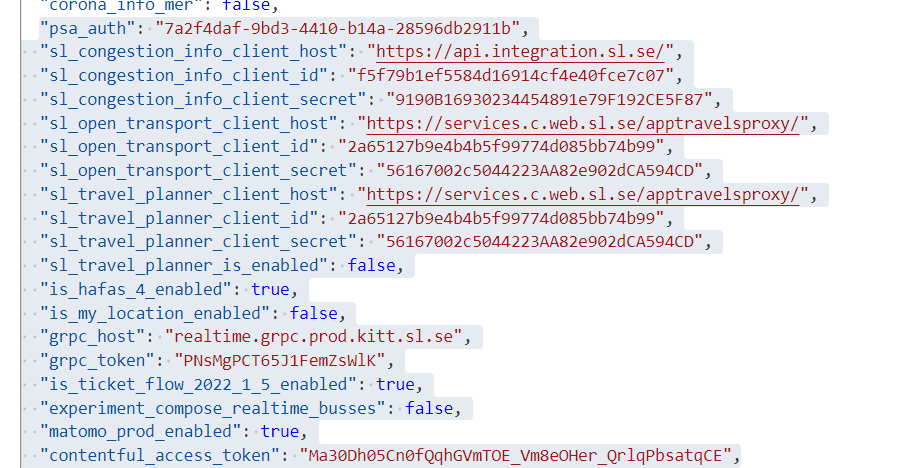 "corona_info_mer": false,
"psa_auth": "7a2f4daf-9bd3-4410-b14a-28596db2911b",
"sl_congestion_info_client_host": "https://api.integration.sl.se/",
"sl_congestion_info_client_id": "f5f79b1ef5584d16914cf4e40fce7c07",
"sl_congestion_info_client_secret": "9190B16930234454891e79F192CE5F87",
"sl_open_transport_client_host": "https://services.c.web.sl.se/apptravelsproxy/",
"sl_open_transport_client_id": "2a65127b9e4b4b5f99774d085bb74b99",
"sl_open_transport_client_secret": "56167002c5044223AA82e902dCA594CD",
"sl_travel_planner_client_host": "https://services.c.web.sl.se/apptravelsproxy/",
"sl_travel_planner_client_id": "2a65127b9e4b4b5f99774d085bb74b99",
"sl_travel_planner_client_secret": "56167002c5044223AA82e902dCA594CD",
"sl_travel_planner_is_enabled": false,
"is_hafas_4_enabled": true,
"is_my_location_enabled": false,
"grpc_host": "realtime.grpc.prod.kitt.sl.se",
"grpc_token": "PNsMgPCT65J1FemZsWlK",
"is_ticket_flow_2022_1_5_enabled": true,
"experiment_compose_realtime_busses": false,
"matomo_prod_enabled": true,
"contentful_access_token": "Ma30Dh05Cn0fQqhGVmTOE_Vm8eOHer_QrlqPbsatqCE",